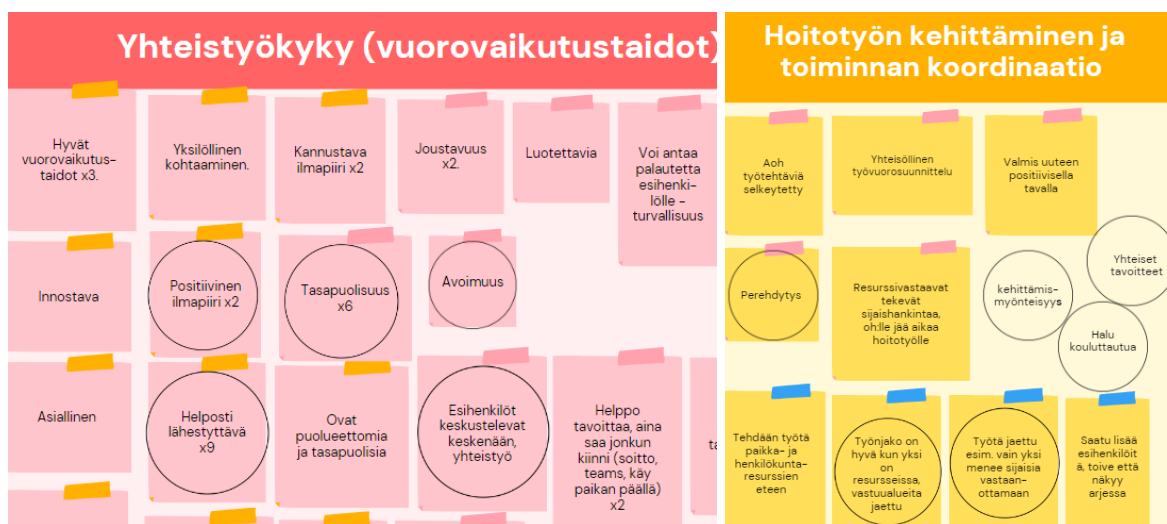 Yhteistyökyky (vuorovaikutustaidot)
Hyvät
vuorovaikutus-
taidot x3.
Yksilöllinen
kohtaaminen.
Kannustava
ilmapiiri x2
Joustavuus
x2.
Luotettavia
Voi antaa
palautetta
esihenki-
lölle -
turvallisuus
Innostava
Positiivinen
ilmapiiri x2
Tasapuolisuus
x6
Avoimuus
Asiallinen
Helposti
lähestyttävä
x9
Ovat
puolueettomia
ja tasapuolisia
Esihenkilöt
keskustelevat
keskenään,
yhteistyö
Helppo
tavoittaa, aina
saa jonkun
kiinni (soitto,
teams, käy
paikan päällä)
x2
Hoitotyön kehittäminen ja
toiminnan koordinaatio
Aoh
työtehtäviä
selkeytetty
Yhteisöllinen
työvuorosuunnittelu
Valmis uuteen
positiivisella
tavalla
Perehdytys
Resurssivastaavat
tekevät
sijaishankintaa,
oh:lle jää aikaa
hoitotyölle
kehittämis-
myönteisyys
Yhteiset
tavoitteet
Halu
kouluttautua
Tehdään työtä
paikka- ja
henkilökunta-
resurssien
eteen
Työnjako on
hyvä kun yksi
on
resursseissa,
vastuualueita
jaettu
Työtä jaettu
esim. vain yksi
menee sijaisia
vastaan-
ottamaan
Saatu lisää
esihenkilöit
ä, toive että
näkyy
arjessa